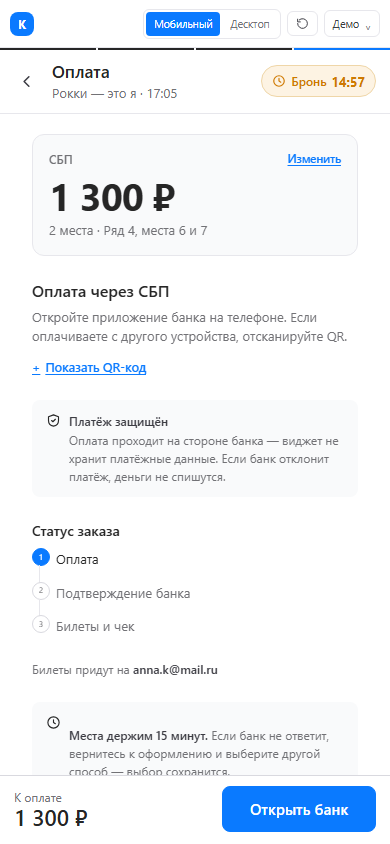 К
Мобильный
Десктоп
Демо
Оплата
Рокки — это я · 17:05
Бронь 14:57
СБП
Изменить
1 300 ₽
2 места · Ряд 4, места 6 и 7
Оплата через СБП
Откройте приложение банка на телефоне. Если
оплачиваете с другого устройства, отсканируйте QR.
+ Показать QR-код
Платёж защищён
Оплата проходит на стороне банка — виджет не
хранит платёжные данные. Если банк отклонит
платёж, деньги не спишутся.
Статус заказа
1 Оплата
2 Подтверждение банка
3 Билеты и чек
Билеты придут на anna.k@mail.ru
Места держим 15 минут. Если банк не ответит,
вернитесь к оформлению и выберите другой
способ — выбор сохранится.
К оплате
1 300 ₽
Открыть банк